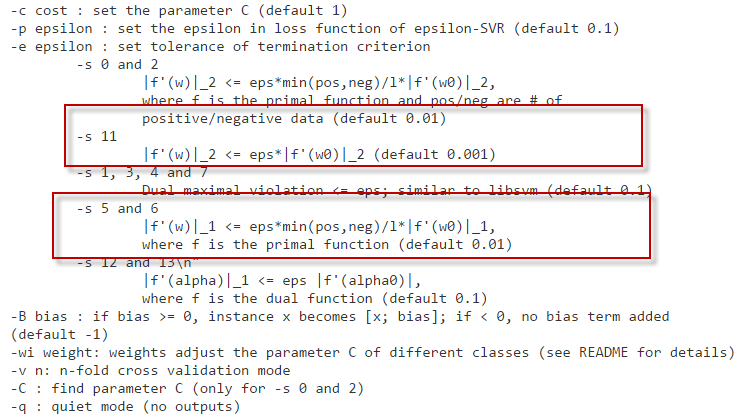 -c cost : set the parameter C (default 1)
-p epsilon : set the epsilon in loss function of epsilon-SVR (default 0.1)
-e epsilon : set tolerance of termination criterion
-s 0 and 2
|f'(w)|_2 <= eps*min(pos,neg)/l*|f'(w0)|_2,
where f is the primal function and pos/neg are # of
positive/negative data (default 0.01)
-s 11
|f'(w)|_2 <= eps*|f'(w0)|_2 (default 0.001)
-s 1, 3, 4 and 7
Dual maximal violation <= eps; similar to libsvm (default 0.1)
-s 5 and 6
|f'(w)|_1 <= eps*min(pos,neg)/l*|f'(w0)|_1,
where f is the primal function (default 0.01)
-s 12 and 13\n"
|f'(alpha)|_1 <= eps |f'(alpha0)|,
where f is the dual function (default 0.1)
-B bias : if bias >= 0, instance x becomes [x; bias]; if < 0, no bias term added
(default -1)
-wi weight: weights adjust the parameter C of different classes (see README for details)
-v n: n-fold cross validation mode
-C : find parameter C (only for -s 0 and 2)
-q : quiet mode (no outputs)